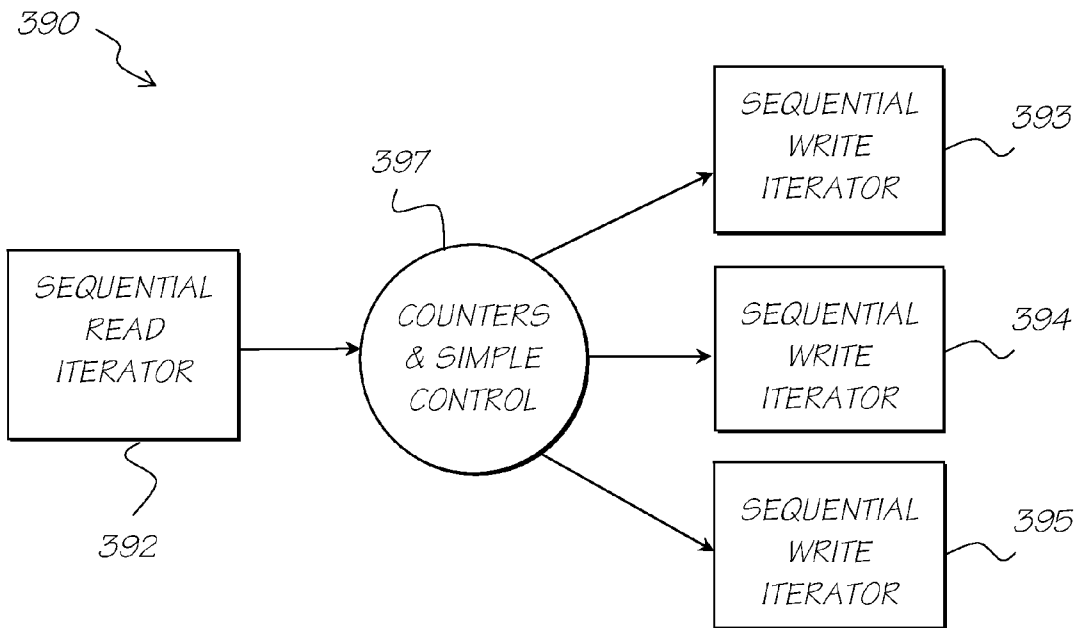 390
SEQUENTIAL
READ
ITERATOR
392
397
COUNTERS
& SIMPLE
CONTROL
SEQUENTIAL
WRITE
ITERATOR
393
SEQUENTIAL
WRITE
ITERATOR
394
SEQUENTIAL
WRITE
ITERATOR
395